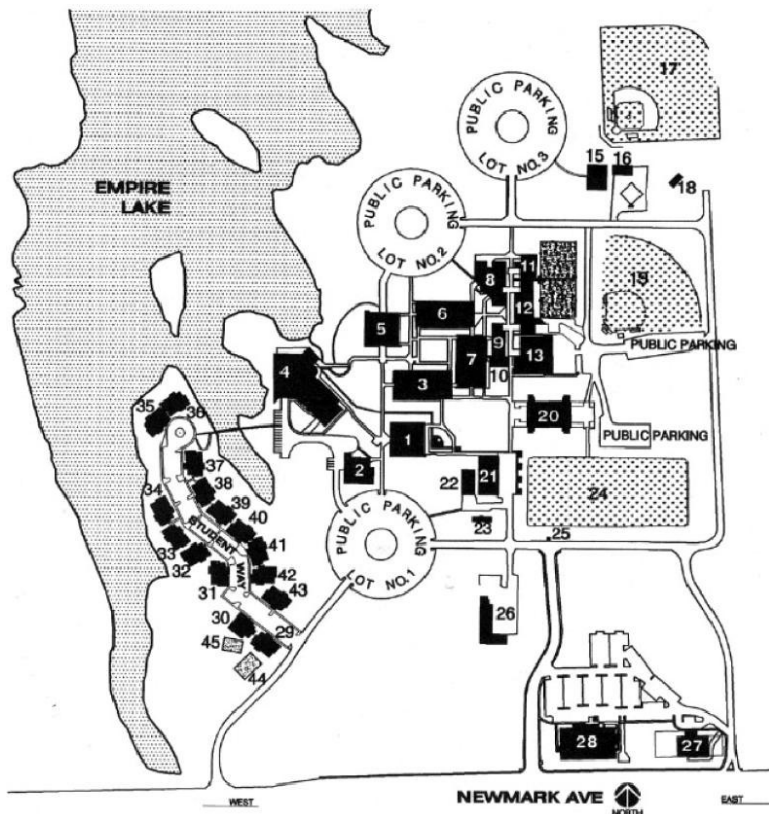 17
PUBLIC PARKING
LOT NO.3
15
16
18
EMPIRE
LAKE
PUBLIC PARKING
LOT NO.2
8
11
19
6
12
5
9
13
PUBLIC PARKING
7
4
10
3
35
36
20
1
PUBLIC PARKING
37
2
22
21
38
34
24
39
STUDENT
WAY
40
23
25
33
41
PUBLIC PARKING
LOT NO.1
32
42
31
43
26
30
29
45
44
28
27
WEST
NEWMARK AVE
NORTH
EAST